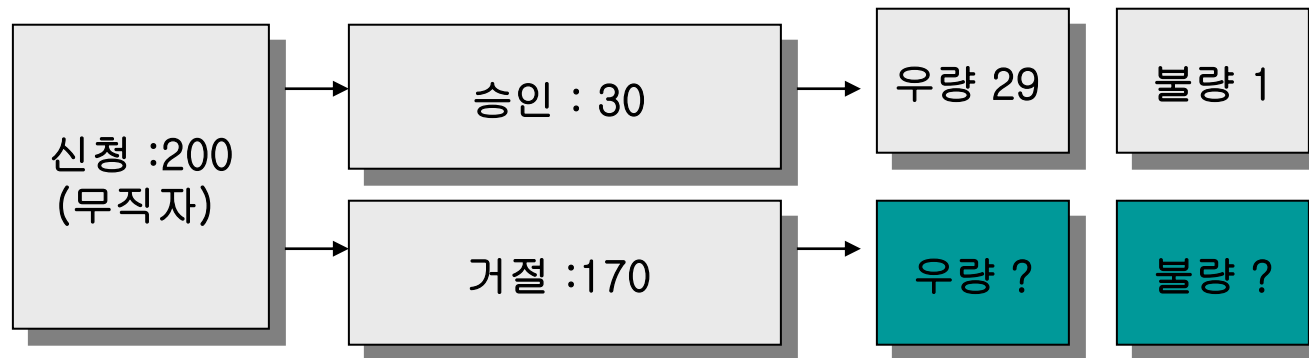 신청 :200
(무직자)
승인 : 30
우량 29
불량 1
거절 :170
우량 ?
불량 ?